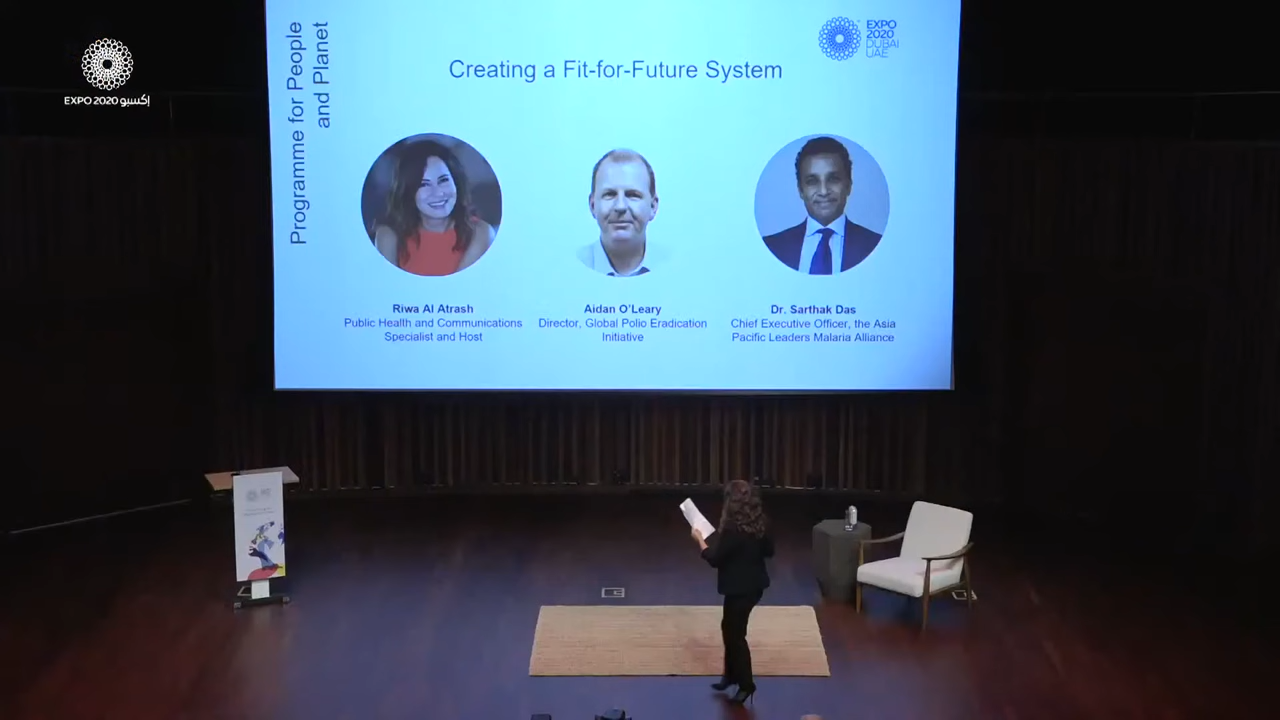 EXPO 2020 إكسبو
Programme for People
and Planet
Creating a Fit-for-Future System
EXPO
2020
DUBAI
UAE
Riwa Al Atrash
Public Health and Communications
Specialist and Host
Aidan O'Leary
Director, Global Polio Eradication
Initiative
Dr. Sarthak Das
Chief Executive Officer, the Asia
Pacific Leaders Malaria Alliance